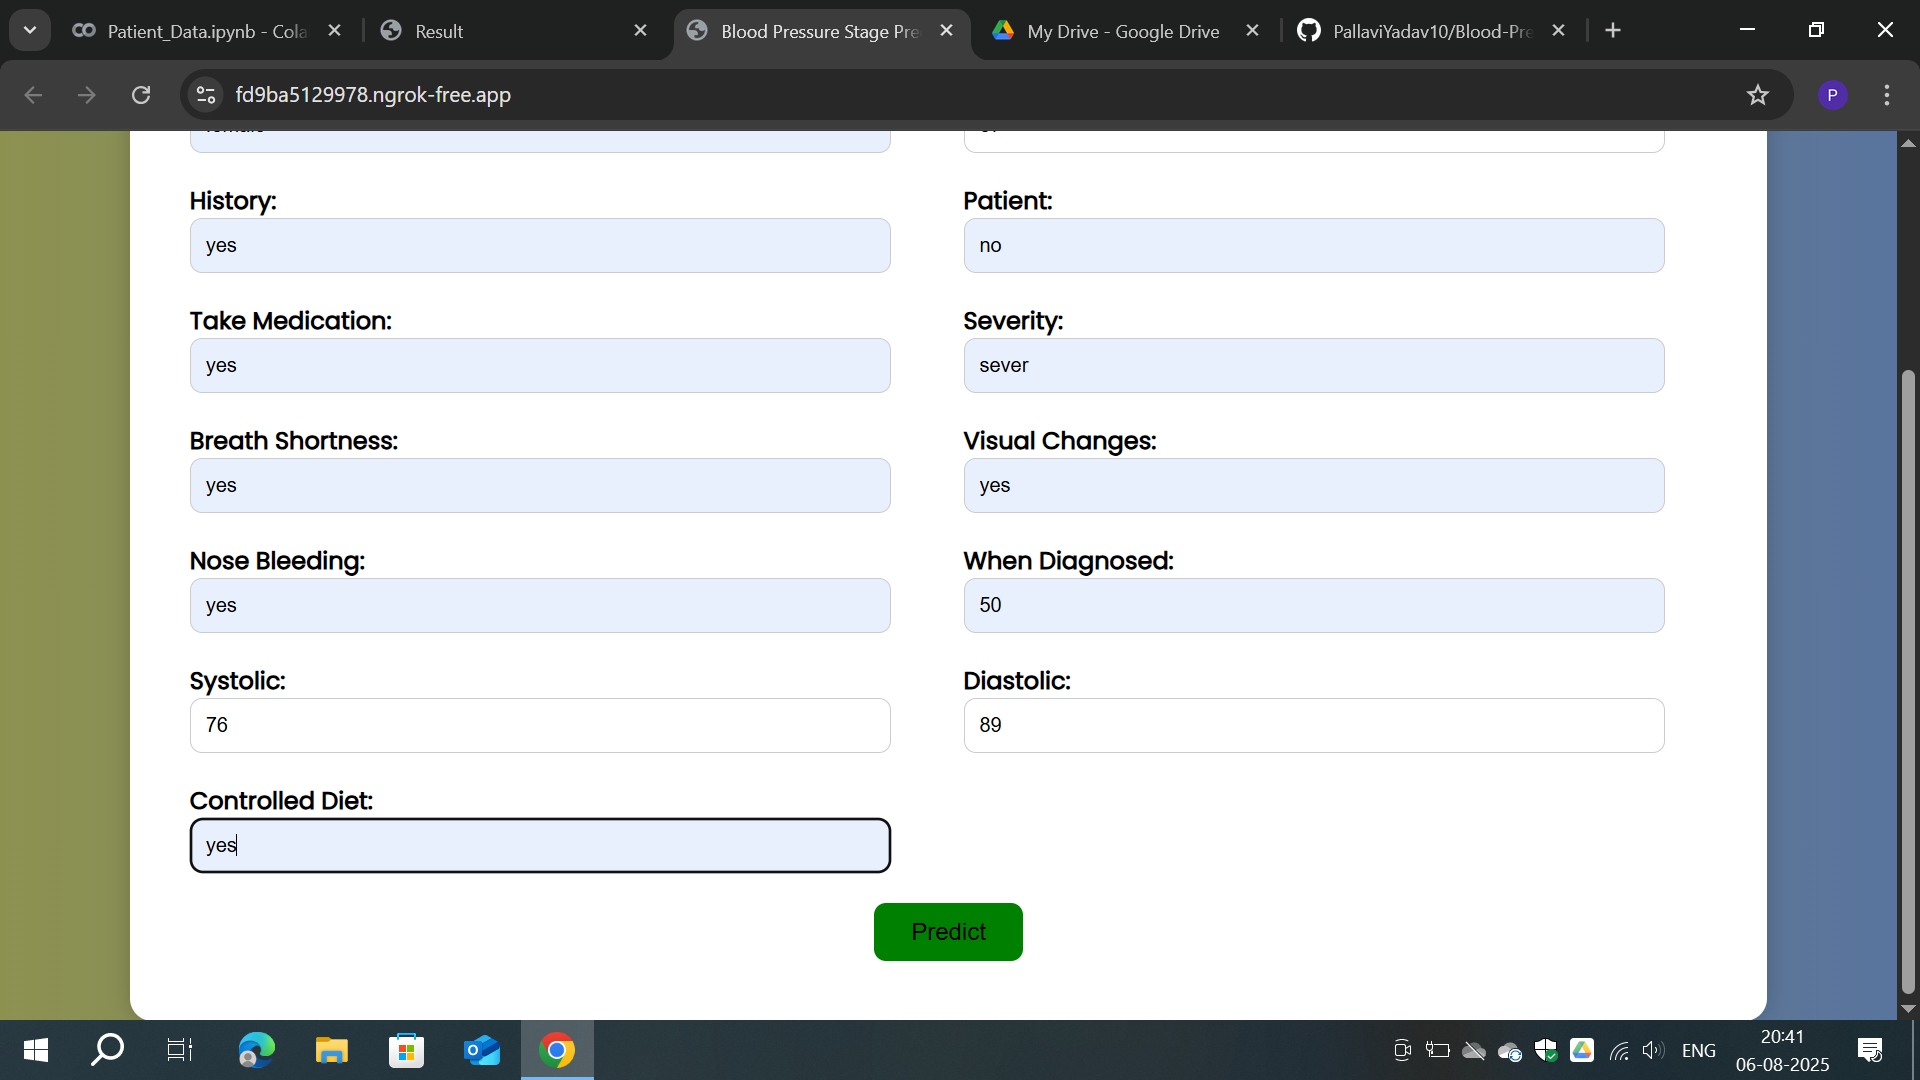 Patient_Data.ipynb - Cola
Result
Blood Pressure Stage Pre
My Drive - Google Drive
PallaviYadav10/Blood-Pre
fd9ba5129978.ngrok-free.app
P
History:
Patient:
yes
no
Take Medication:
Severity:
yes
sever
Breath Shortness:
Visual Changes:
yes
yes
Nose Bleeding:
When Diagnosed:
yes
50
Systolic:
Diastolic:
76
89
Controlled Diet:
yes
Predict
ENG
20:41
06-08-2025